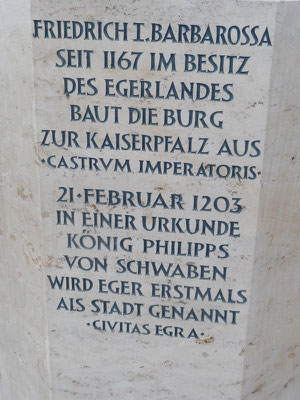 FRIEDRICH I. BARBAROSSA
SEIT 1167 IM BESITZ
DES EGERLANDES
BAUT DIE BURG
ZUR KAISERPFALZ AUS
·CASTRVM IMPERATORIS·
21·FEBRUAR 1203
IN EINER URKUNDE
KÖNIG PHILIPPS
VON SCHWABEN
WIRD EGER ERSTMALS
ALS STADT GENANNT
·CIVITAS EGRA·